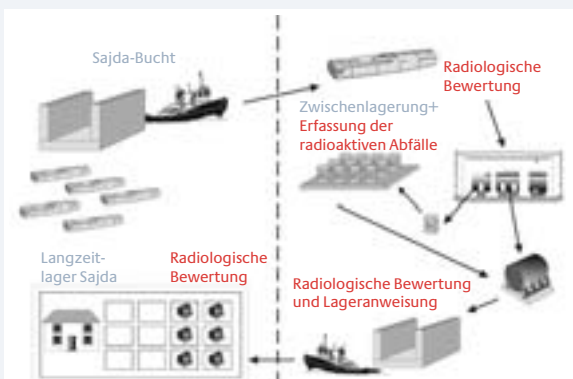 Sajda-Bucht
Radiologische
Bewertung
Zwischenlagerung+
Erfassung der
radioaktiven Abfälle
Langzeit-
lager Sajda
Radiologische
Bewertung
Radiologische Bewertung
und Lageranweisung